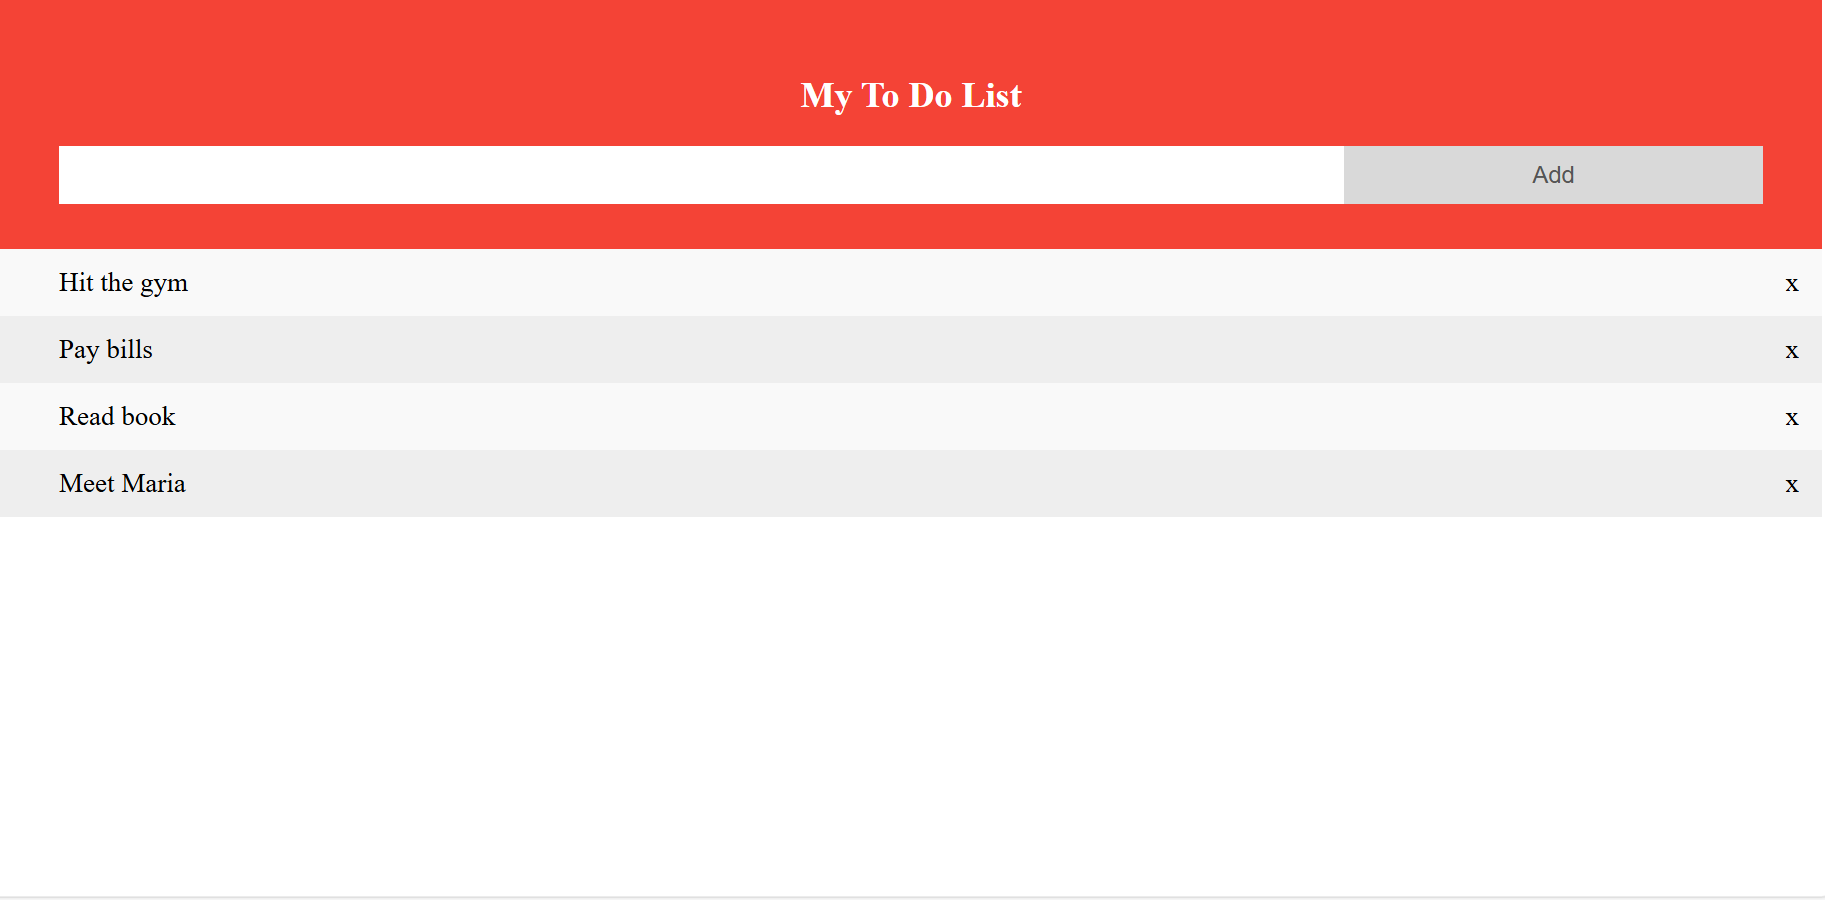 My To Do List
Add
Hit the gym x
Pay bills x
Read book x
Meet Maria x